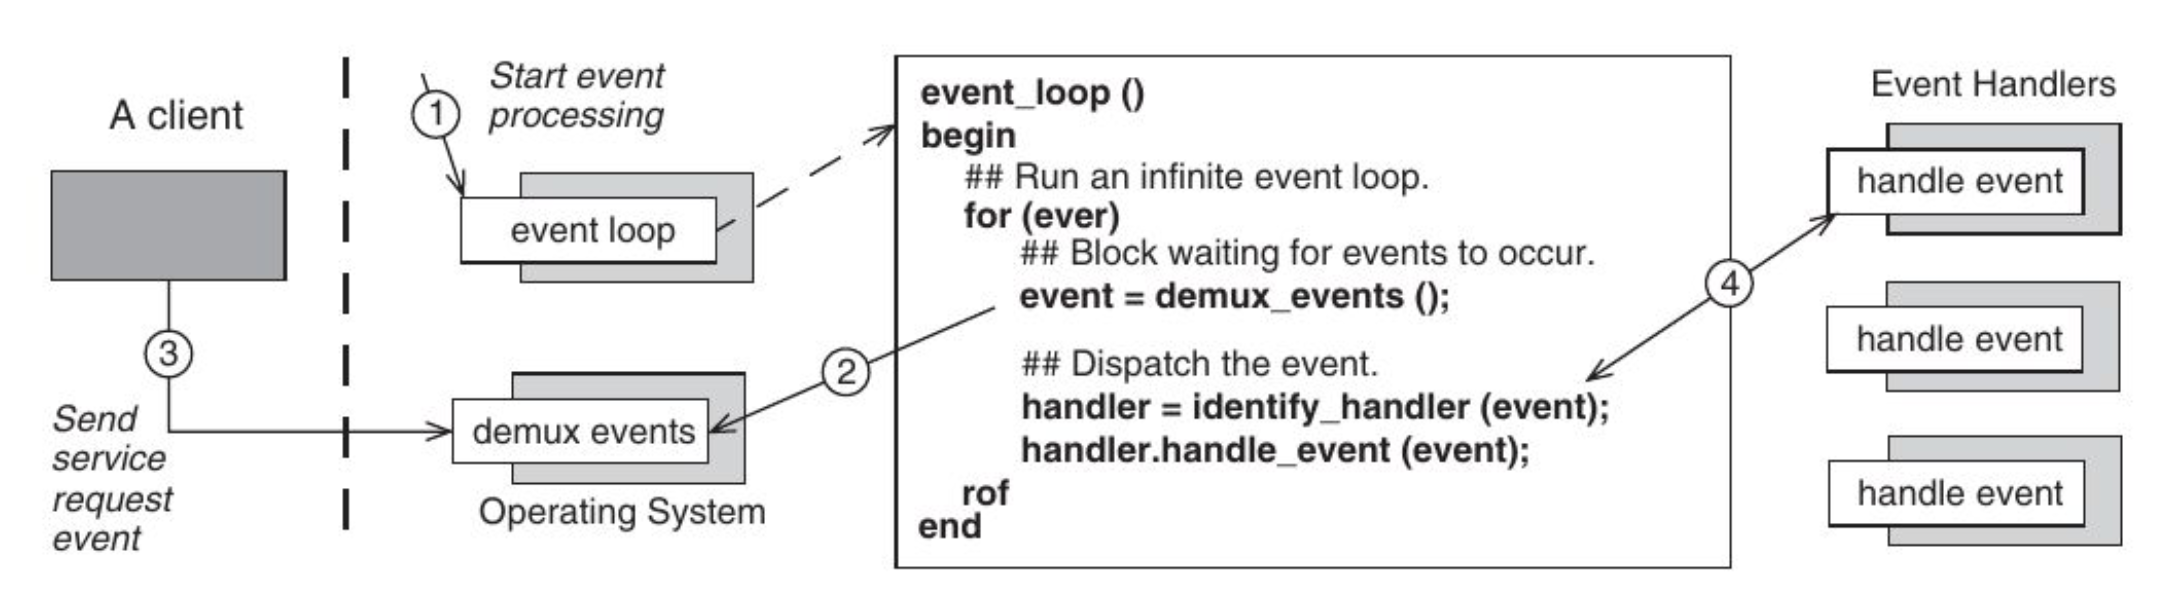 A client
3
Send
service
request
event
1
Start event
processing
event loop
demux events
Operating System
2
event_loop ()
begin
## Run an infinite event loop.
for (ever)
## Block waiting for events to occur.
event = demux_events ();
## Dispatch the event.
handler = identify_handler (event);
handler.handle_event (event);
rof
end
4
Event Handlers
handle event
handle event
handle event